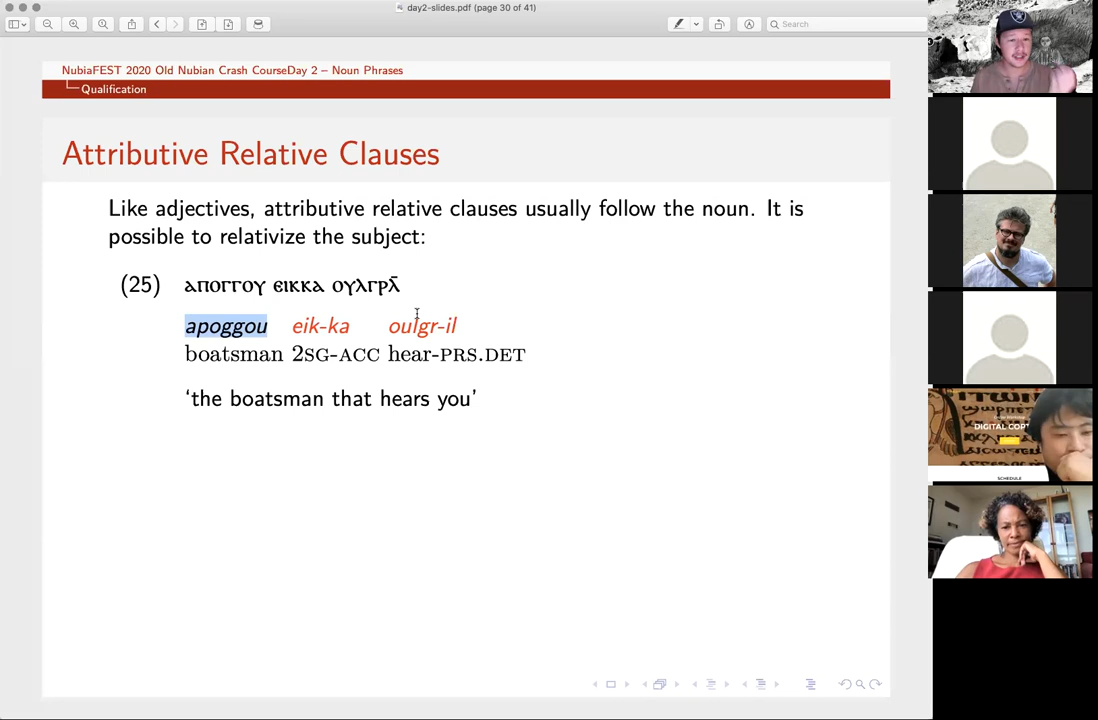 day2-slides.pdf (page 30 of 41)
Search
NubiaFEST 2020 Old Nubian Crash CourseDay 2 – Noun Phrases
Qualification
Attributive Relative Clauses
Like adjectives, attributive relative clauses usually follow the noun. It is
possible to relativize the subject:
(25) ⲁⲡⲟⲅⲅⲟⲩ ⲉⲓⲕⲕⲁ ⲟⲩⲗⲅⲣⲗ̄
apoggou eik-ka oulgr-il
boatsman 2SG-ACC hear-PRS.DET
‘the boatsman that hears you’
DIGITAL COP
SCHEDULE